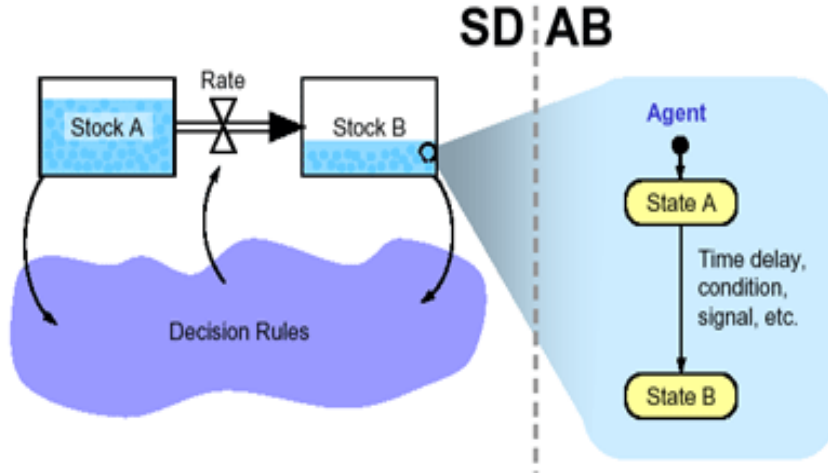 SD AB
Rate
Stock A
Stock B
Decision Rules
Agent
State A
Time delay,
condition,
signal, etc.
State B